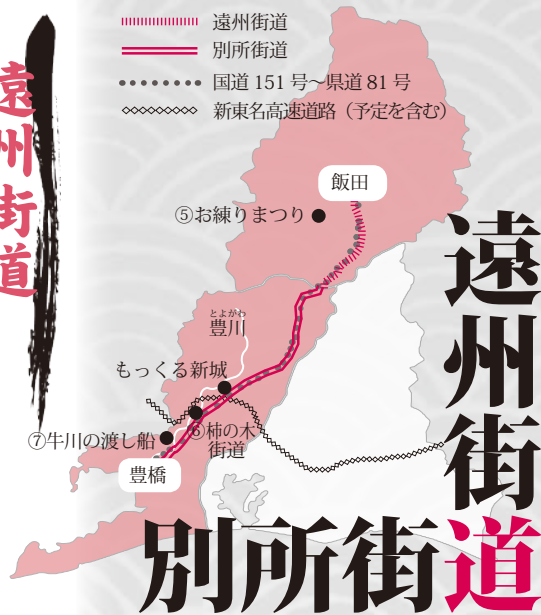 遠州街道
遠州街道
別所街道
国道 151 号〜県道 81 号
新東名高速道路（予定を含む）
飯田
⑤お練りまつり
とよがわ
豊川
もっくる新城
⑥柿の木
街道
⑦牛川の渡し船
豊橋
遠州街道
別所街道